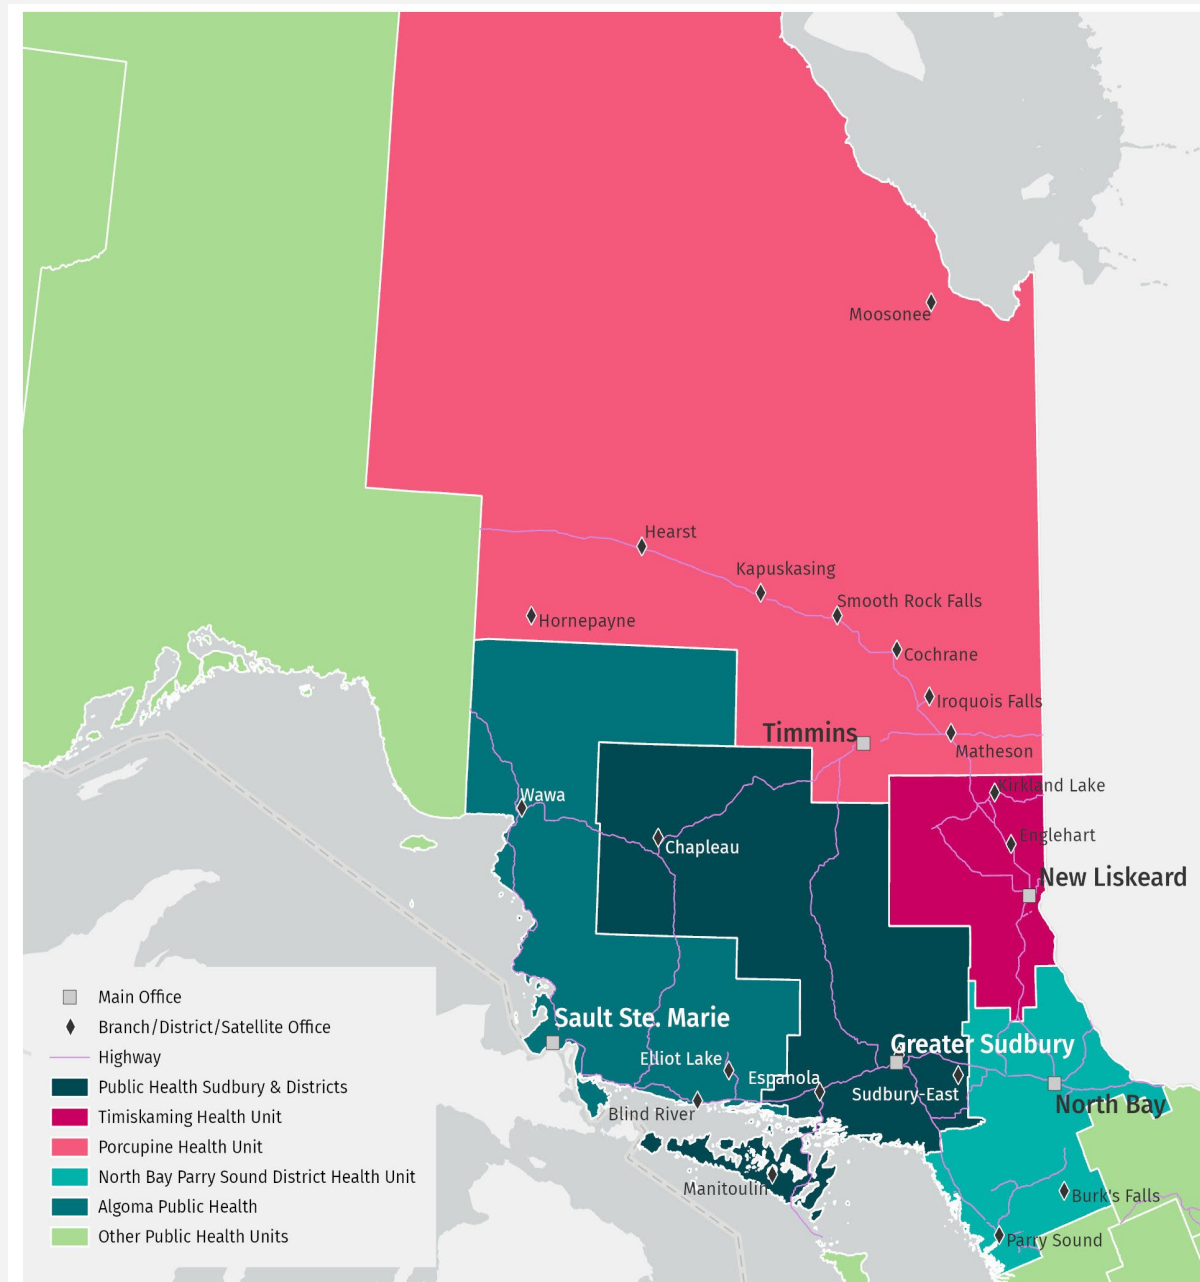 Moosonee
Hearst
Kapuskasing
Smooth Rock Falls
Hornepayne
Cochrane
Iroquois Falls
Timmins
Matheson
Kirkland Lake
Wawa
Englehart
Chapleau
New Liskeard
Main Office
Sault Ste. Marie
Branch/District/Satellite Office
Greater Sudbury
Highway
Elliot Lake
Espanola
Public Health Sudbury & Districts
Sudbury-East
North Bay
Blind River
Timiskaming Health Unit
Porcupine Health Unit
North Bay Parry Sound District Health Unit
Manitoulin
Burk's Falls
Algoma Public Health
Other Public Health Units
Parry Sound